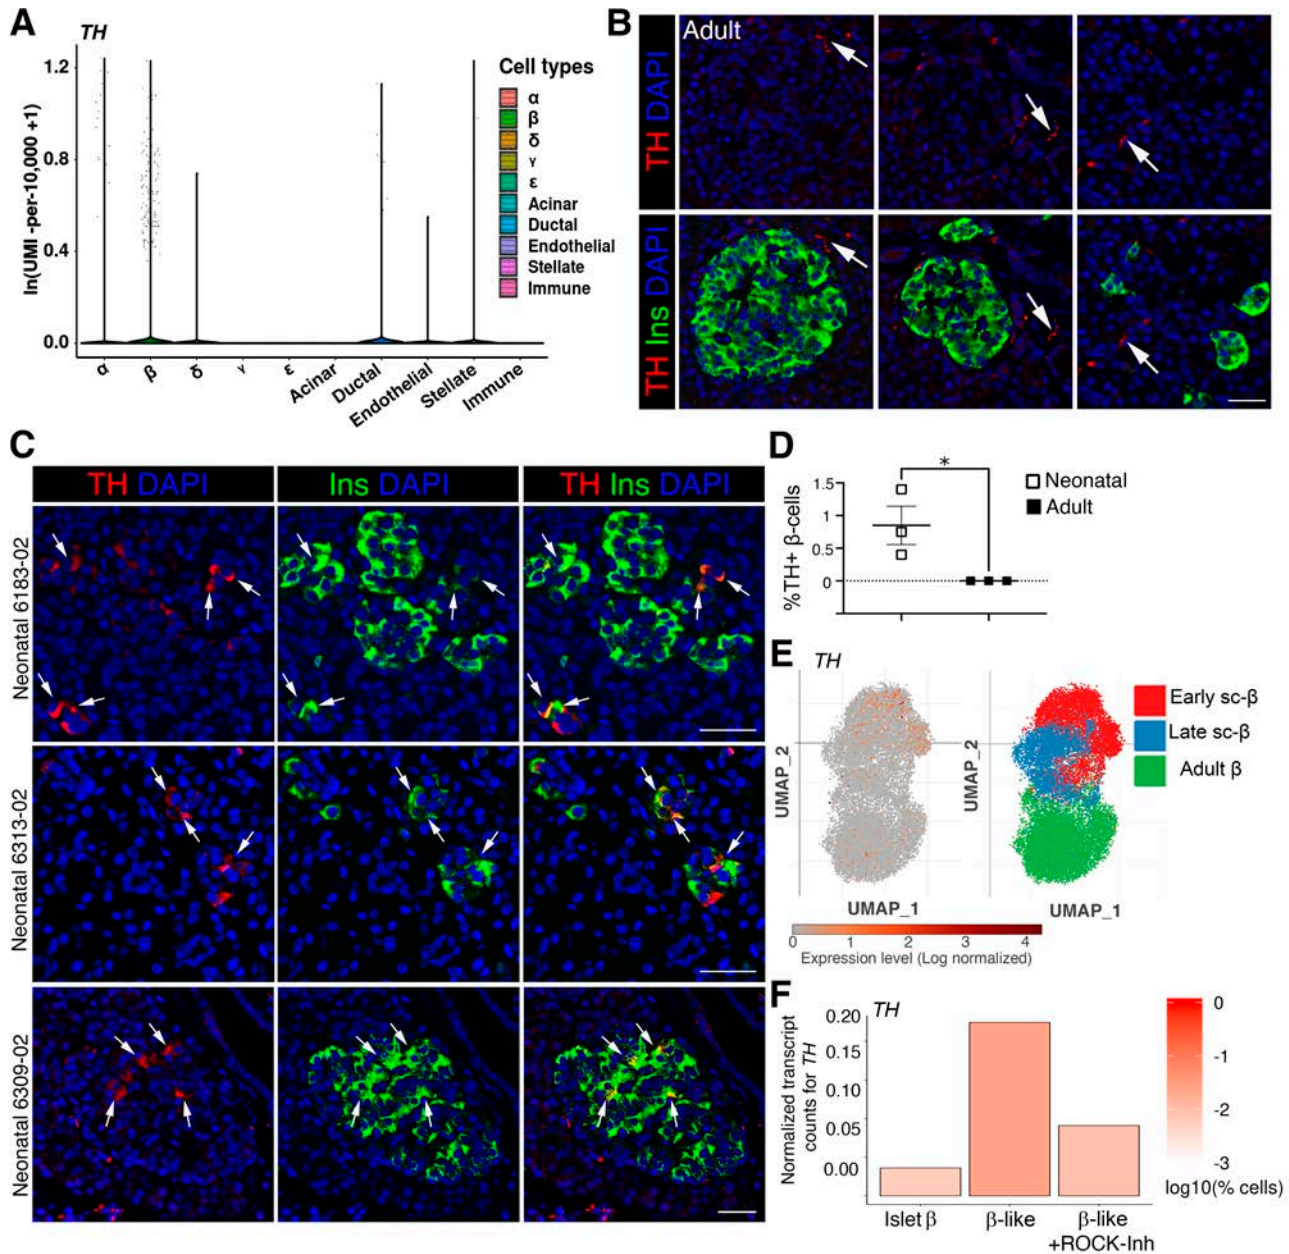 A
TH
ln(UMI -per-10,000 +1)
1.2
0.8
0.4
0.0
α
β
δ
γ
ε
Acinar
Ductal
Endothelial
Stellate
Immune
Cell types
α
β
δ
γ
ε
Acinar
Ductal
Endothelial
Stellate
Immune
B
Adult
TH DAPI
TH Ins DAPI
C
TH DAPI
Ins DAPI
TH Ins DAPI
Neonatal 6183-02
Neonatal 6313-02
Neonatal 6309-02
D
%TH+ β-cells
1.5
1
0.5
0
*
Neonatal
Adult
E
TH
UMAP_2
UMAP_1
UMAP_2
UMAP_1
0 1 2 3 4
Expression level (Log normalized)
Early sc-β
Late sc-β
Adult β
F
TH
Normalized transcript
counts for TH
0.20
0.15
0.10
0.05
0.00
Islet β
β-like
β-like
+ROCK-Inh
0
-1
-2
-3
log10(% cells)